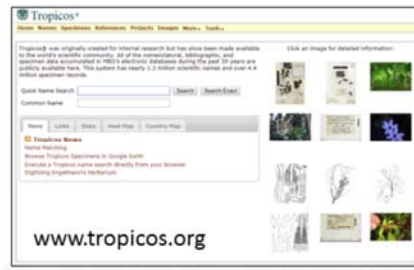 Tropicos®
Home Names Specimens References Projects Images More Tools
Tropicos® was originally created for internal research but has since been made available
to the world's scientific community. All of the nomenclatural, bibliographic, and
specimen data accumulated in MBG's electronic databases during the past 30 years are
publicly available here. This system has nearly 1.3 million scientific names and over 4.4
million specimen records.
Click an image for detailed information:
Quick Name Search Search Search Exact
Common Name
News Links Stats Heat Map Country Map
Tropicos News
Name Matching
Browse Tropicos Specimens in Google Earth
Execute a Tropicos name search directly from your browser
Digitizing Engelmann's Herbarium
www.tropicos.org